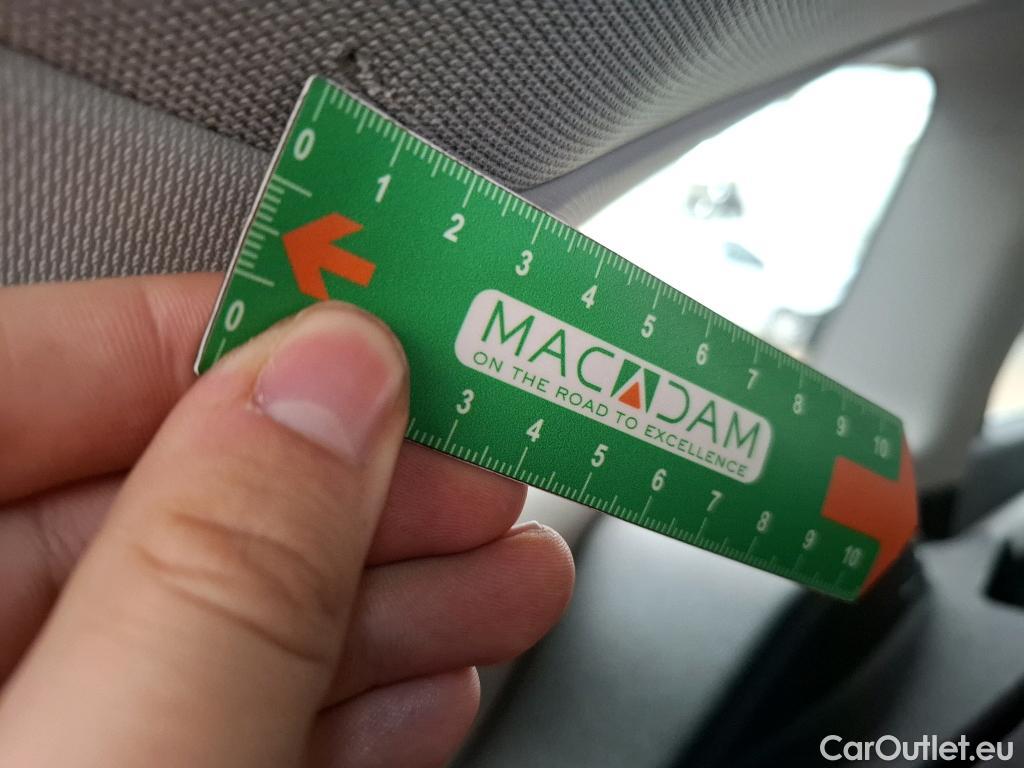 0 1 2 3 4 5 6 7 8 9 10
MACADAM
ON THE ROAD TO EXCELLENCE
0 3 4 5 6 7 8 9 10
CarOutlet.eu